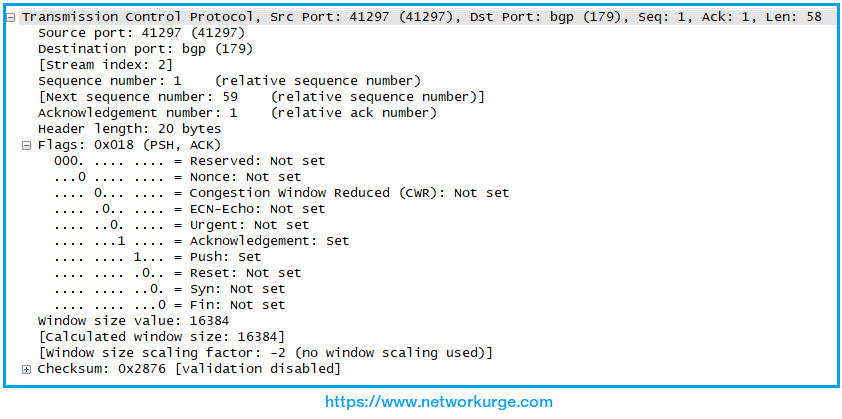 Transmission Control Protocol, Src Port: 41297 (41297), Dst Port: bgp (179), Seq: 1, Ack: 1, Len: 58
Source port: 41297 (41297)
Destination port: bgp (179)
[Stream index: 2]
Sequence number: 1    (relative sequence number)
[Next sequence number: 59    (relative sequence number)]
Acknowledgement number: 1    (relative ack number)
Header length: 20 bytes
Flags: 0x018 (PSH, ACK)
000. .... .... = Reserved: Not set
...0 .... .... = Nonce: Not set
.... 0... .... = Congestion Window Reduced (CWR): Not set
.... .0.. .... = ECN-Echo: Not set
.... ..0. .... = Urgent: Not set
.... ...1 .... = Acknowledgement: Set
.... .... 1... = Push: Set
.... .... .0.. = Reset: Not set
.... .... ..0. = Syn: Not set
.... .... ...0 = Fin: Not set
Window size value: 16384
[Calculated window size: 16384]
[Window size scaling factor: -2 (no window scaling used)]
Checksum: 0x2876 [validation disabled]
https://www.networkurge.com